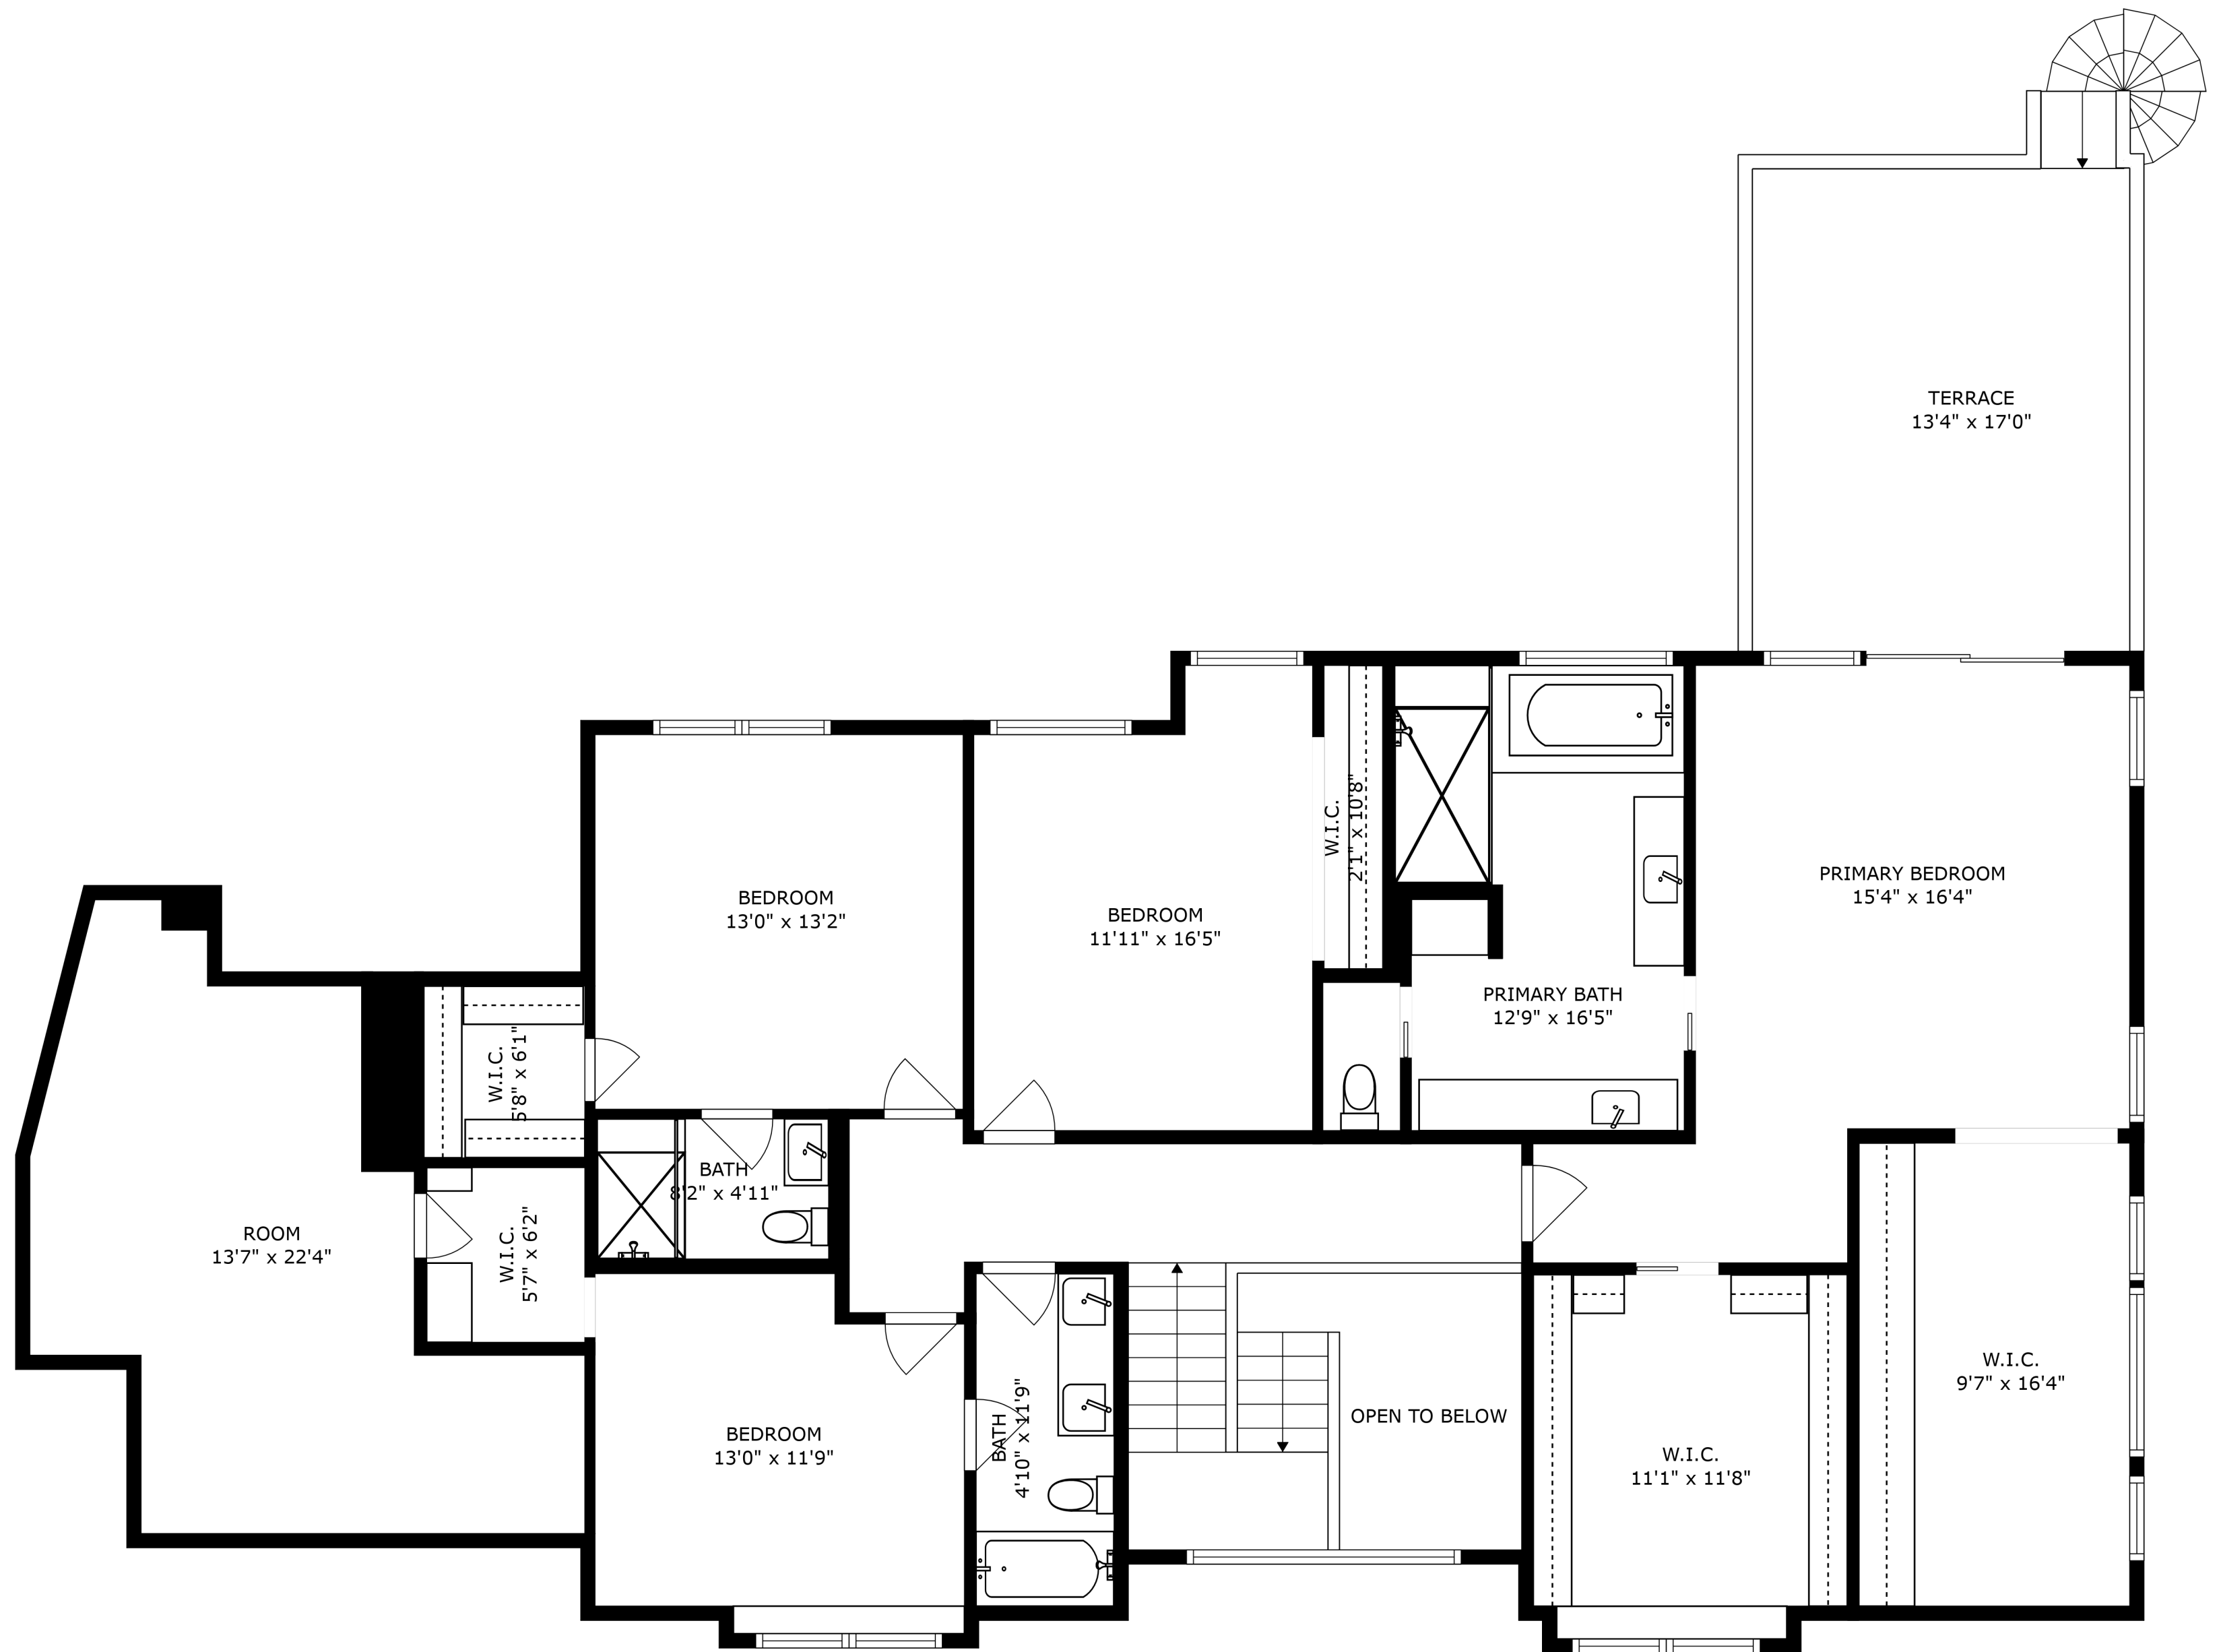 TERRACE
13'4" x 17'0"
PRIMARY BEDROOM
15'4" x 16'4"
W.I.C.
2'1" x 10'8"
BEDROOM
13'0" x 13'2"
BEDROOM
11'11" x 16'5"
PRIMARY BATH
12'9" x 16'5"
W.I.C.
5'8" x 6'1"
BATH
8'2" x 4'11"
ROOM
13'7" x 22'4"
W.I.C.
5'7" x 6'2"
W.I.C.
9'7" x 16'4"
BEDROOM
13'0" x 11'9"
BATH
4'10" x 11'9"
OPEN TO BELOW
W.I.C.
11'1" x 11'8"